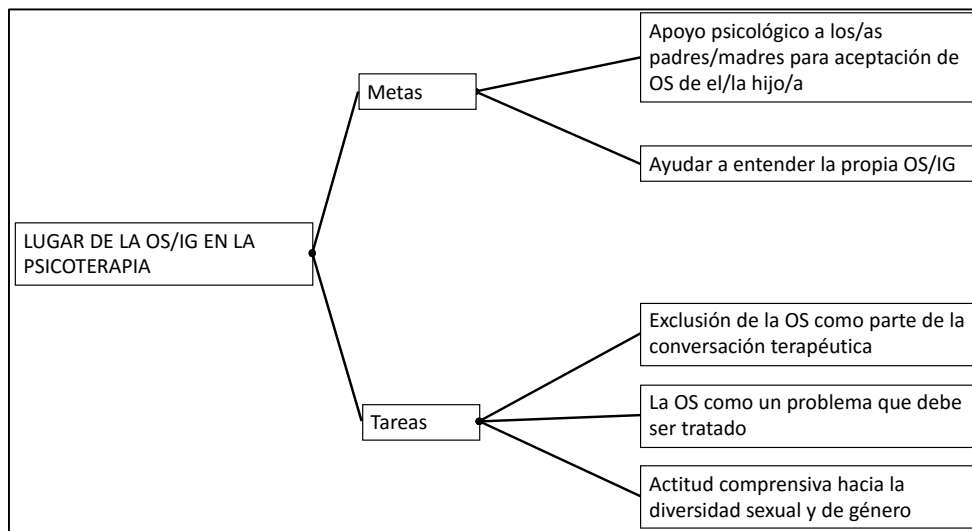 Apoyo psicológico a los/as
padres/madres para aceptación de
OS de el/la hijo/a
Metas
Ayudar a entender la propia OS/IG
LUGAR DE LA OS/IG EN LA
PSICOTERAPIA
Exclusión de la OS como parte de la
conversación terapéutica
Tareas
La OS como un problema que debe
ser tratado
Actitud comprensiva hacia la
diversidad sexual y de género